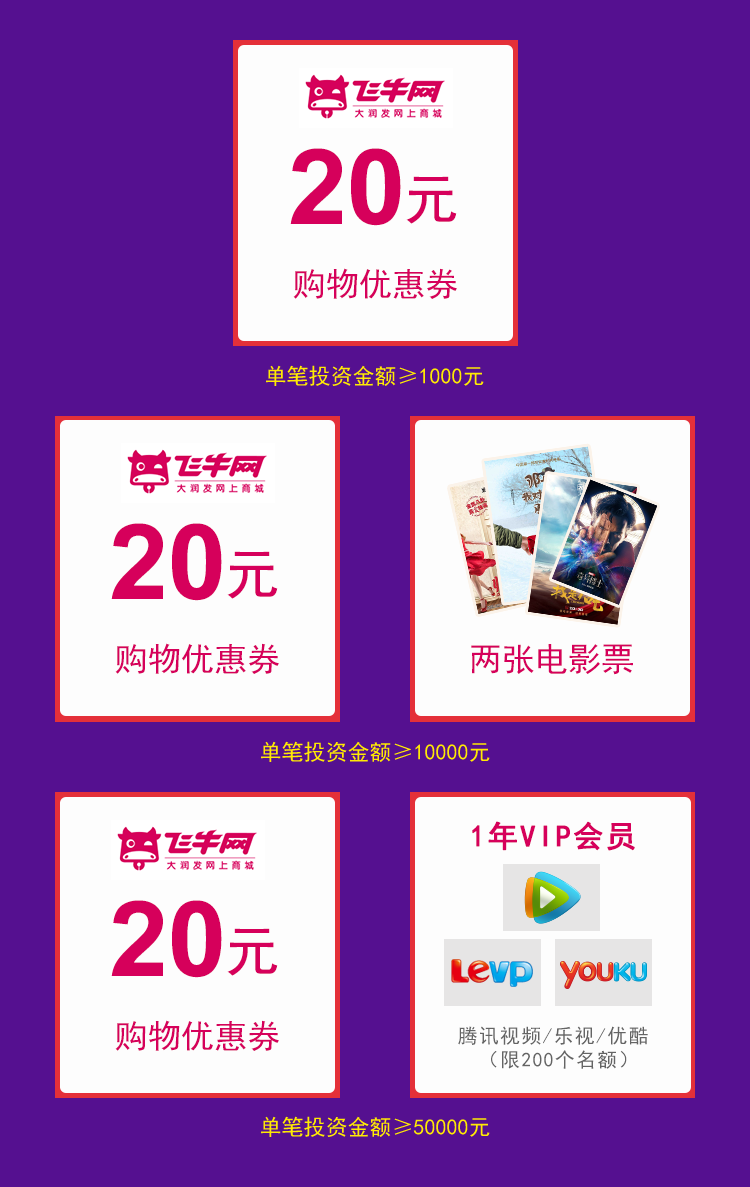 飞牛网
大润发网上商城
20元
购物优惠券
单笔投资金额≥1000元
飞牛网
大润发网上商城
20元
购物优惠券
两张电影票
单笔投资金额≥10000元
飞牛网
大润发网上商城
20元
购物优惠券
1年VIP会员
Levp
YOUKU
腾讯视频/乐视/优酷
（限200个名额）
单笔投资金额≥50000元